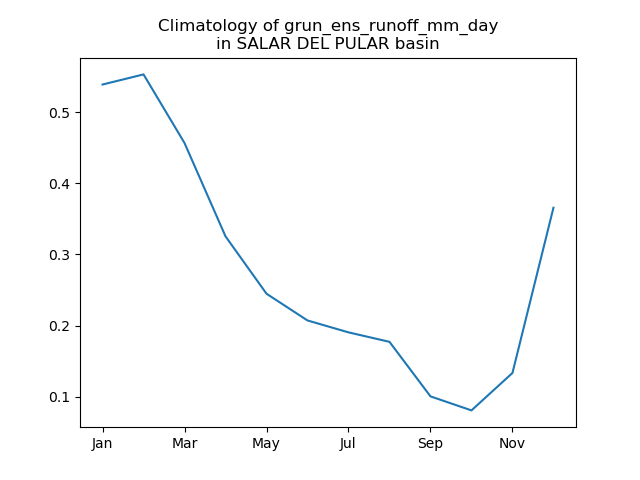 Climatology of grun_ens_runoff_mm_day
in SALAR DEL PULAR basin
0.5
0.4
0.3
0.2
0.1
Jan Mar May Jul Sep Nov